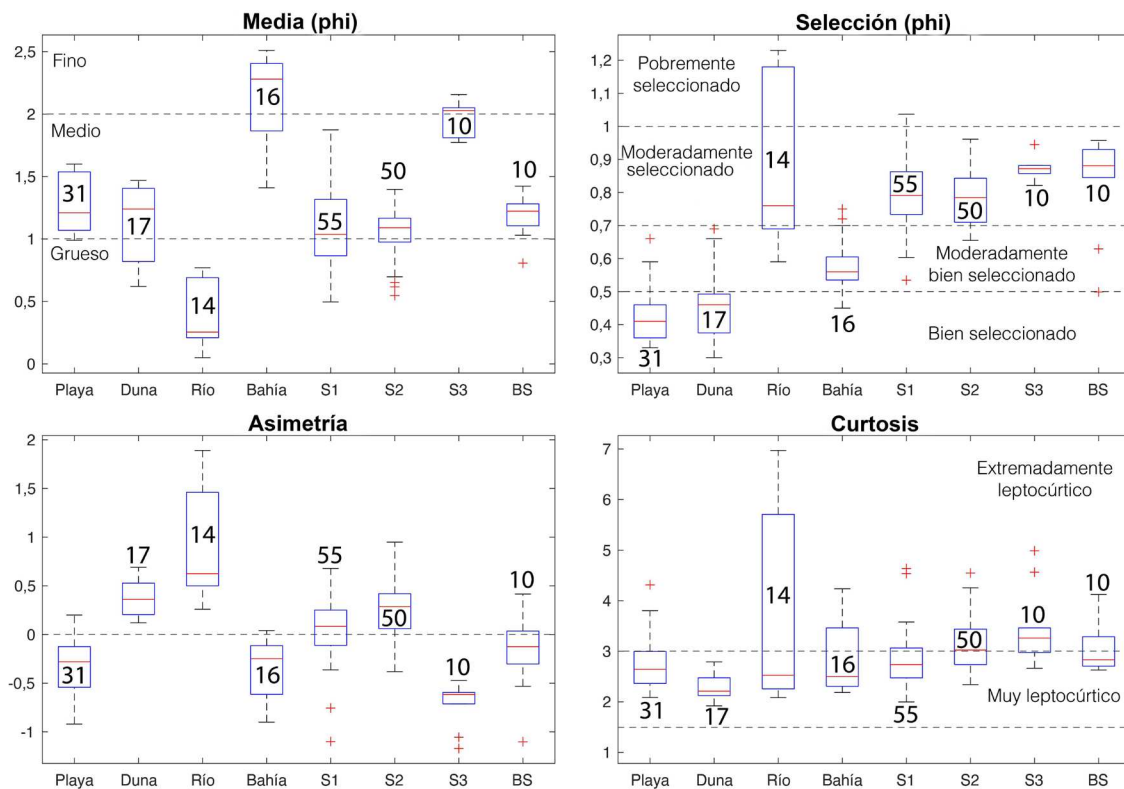 Media (phi)
2,5
2
1,5
1
0,5
0
Fino
Medio
Grueso
31
17
14
16
55
50
10
10
Playa
Duna
Río
Bahía
S1
S2
S3
BS
Selección (phi)
1,2
1,1
1
0,9
0,8
0,7
0,6
0,5
0,4
0,3
Pobremente
seleccionado
Moderadamente
seleccionado
Moderadamente
bien seleccionado
Bien seleccionado
31
17
14
16
55
50
10
10
Playa
Duna
Río
Bahía
S1
S2
S3
BS
Asimetría
2
1,5
1
0,5
0
-0,5
-1
31
17
14
16
55
50
10
10
Playa
Duna
Río
Bahía
S1
S2
S3
BS
Curtosis
7
6
5
4
3
2
1
Extremadamente
leptocúrtico
Muy leptocúrtico
31
17
14
16
55
50
10
10
Playa
Duna
Río
Bahía
S1
S2
S3
BS